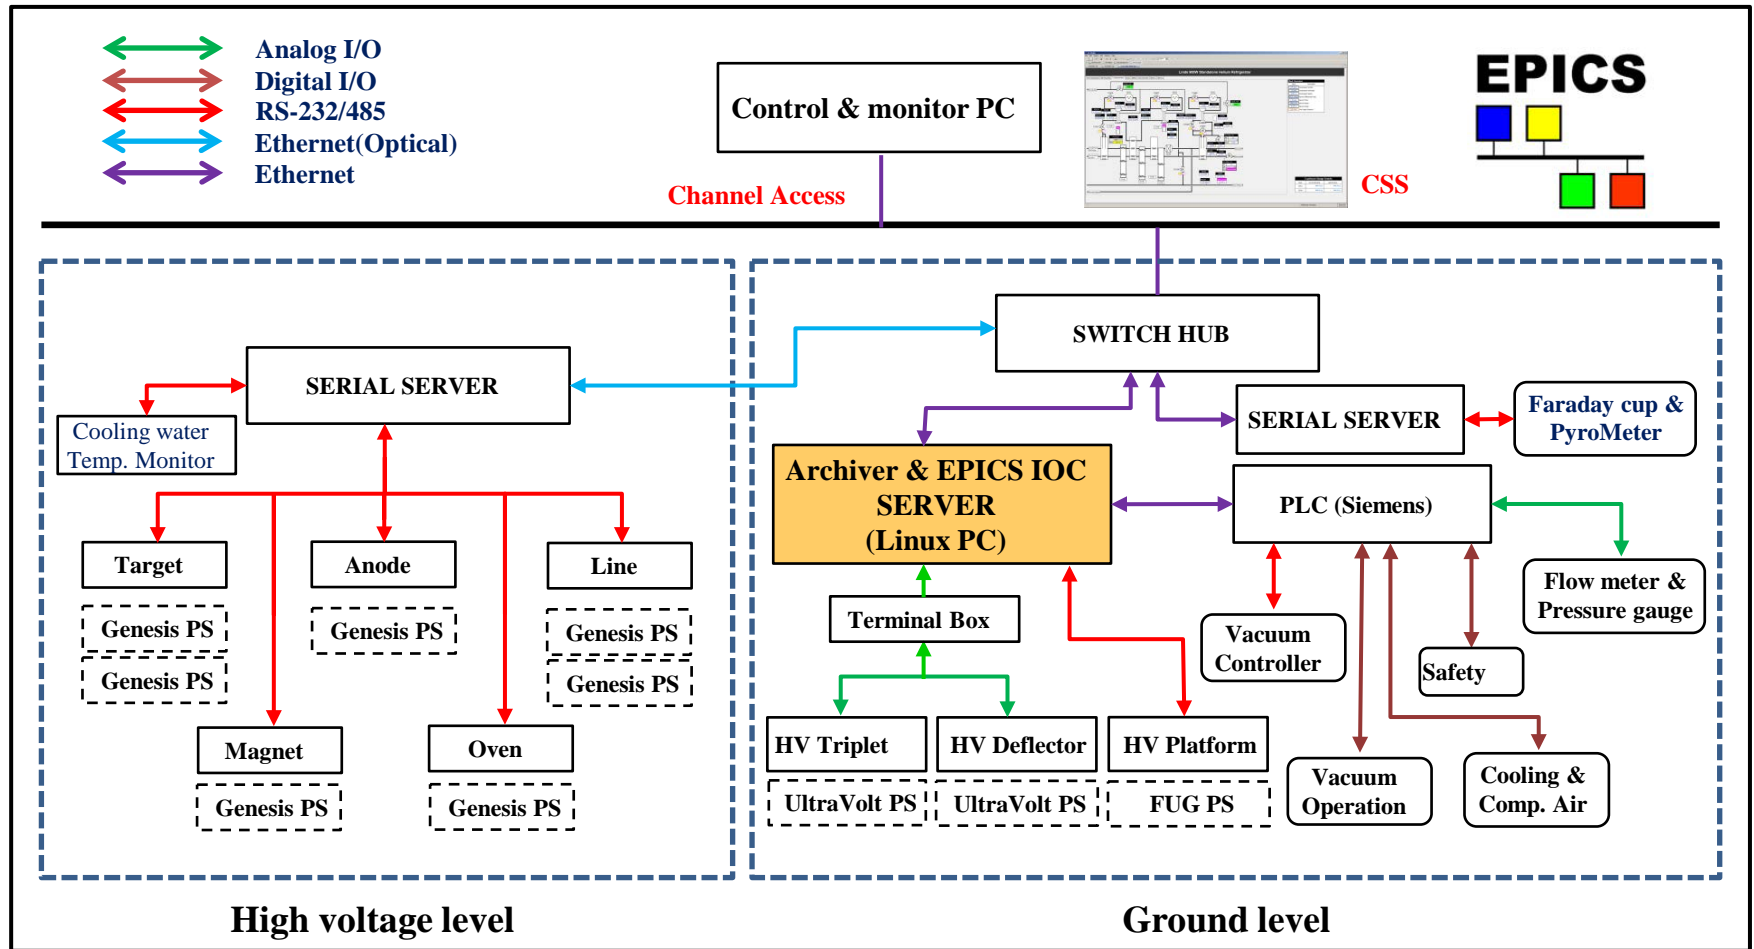 Analog I/O
Digital I/O
RS-232/485
Ethernet(Optical)
Ethernet
Control & monitor PC
Channel Access
CSS
EPICS
SWITCH HUB
SERIAL SERVER
Cooling water
Temp. Monitor
Target
Genesis PS
Genesis PS
Anode
Genesis PS
Line
Genesis PS
Genesis PS
Magnet
Genesis PS
Oven
Genesis PS
High voltage level
SERIAL SERVER
Faraday cup &
PyroMeter
Archiver & EPICS IOC
SERVER
(Linux PC)
PLC (Siemens)
Terminal Box
Flow meter &
Pressure gauge
Vacuum
Controller
Safety
HV Triplet
UltraVolt PS
HV Deflector
UltraVolt PS
HV Platform
FUG PS
Vacuum
Operation
Cooling &
Comp. Air
Ground level